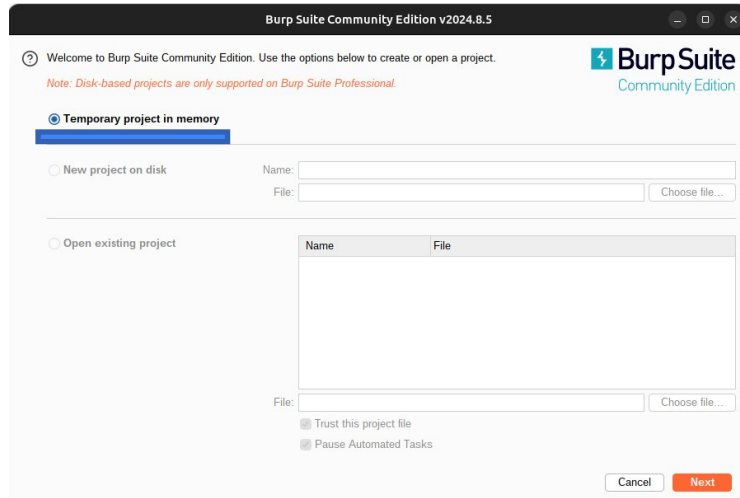 Burp Suite Community Edition v2024.8.5
Welcome to Burp Suite Community Edition. Use the options below to create or open a project.
Note: Disk-based projects are only supported on Burp Suite Professional.
Burp Suite
Community Edition
Temporary project in memory
New project on disk
Name:
File:
Choose file...
Open existing project
Name File
File:
Choose file...
Trust this project file
Pause Automated Tasks
Cancel Next